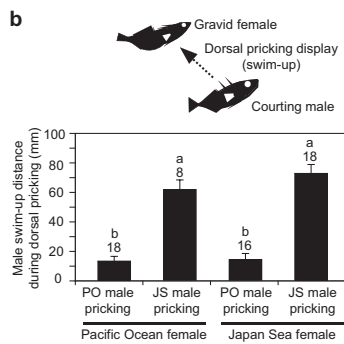 b
Gravid female
Dorsal pricking display
(swim-up)
Courting male
Male swim-up distance
during dorsal pricking (mm)
100
80
60
40
20
0
b
18
a
8
b
16
a
18
PO male
pricking
JS male
pricking
PO male
pricking
JS male
pricking
Pacific Ocean female
Japan Sea female